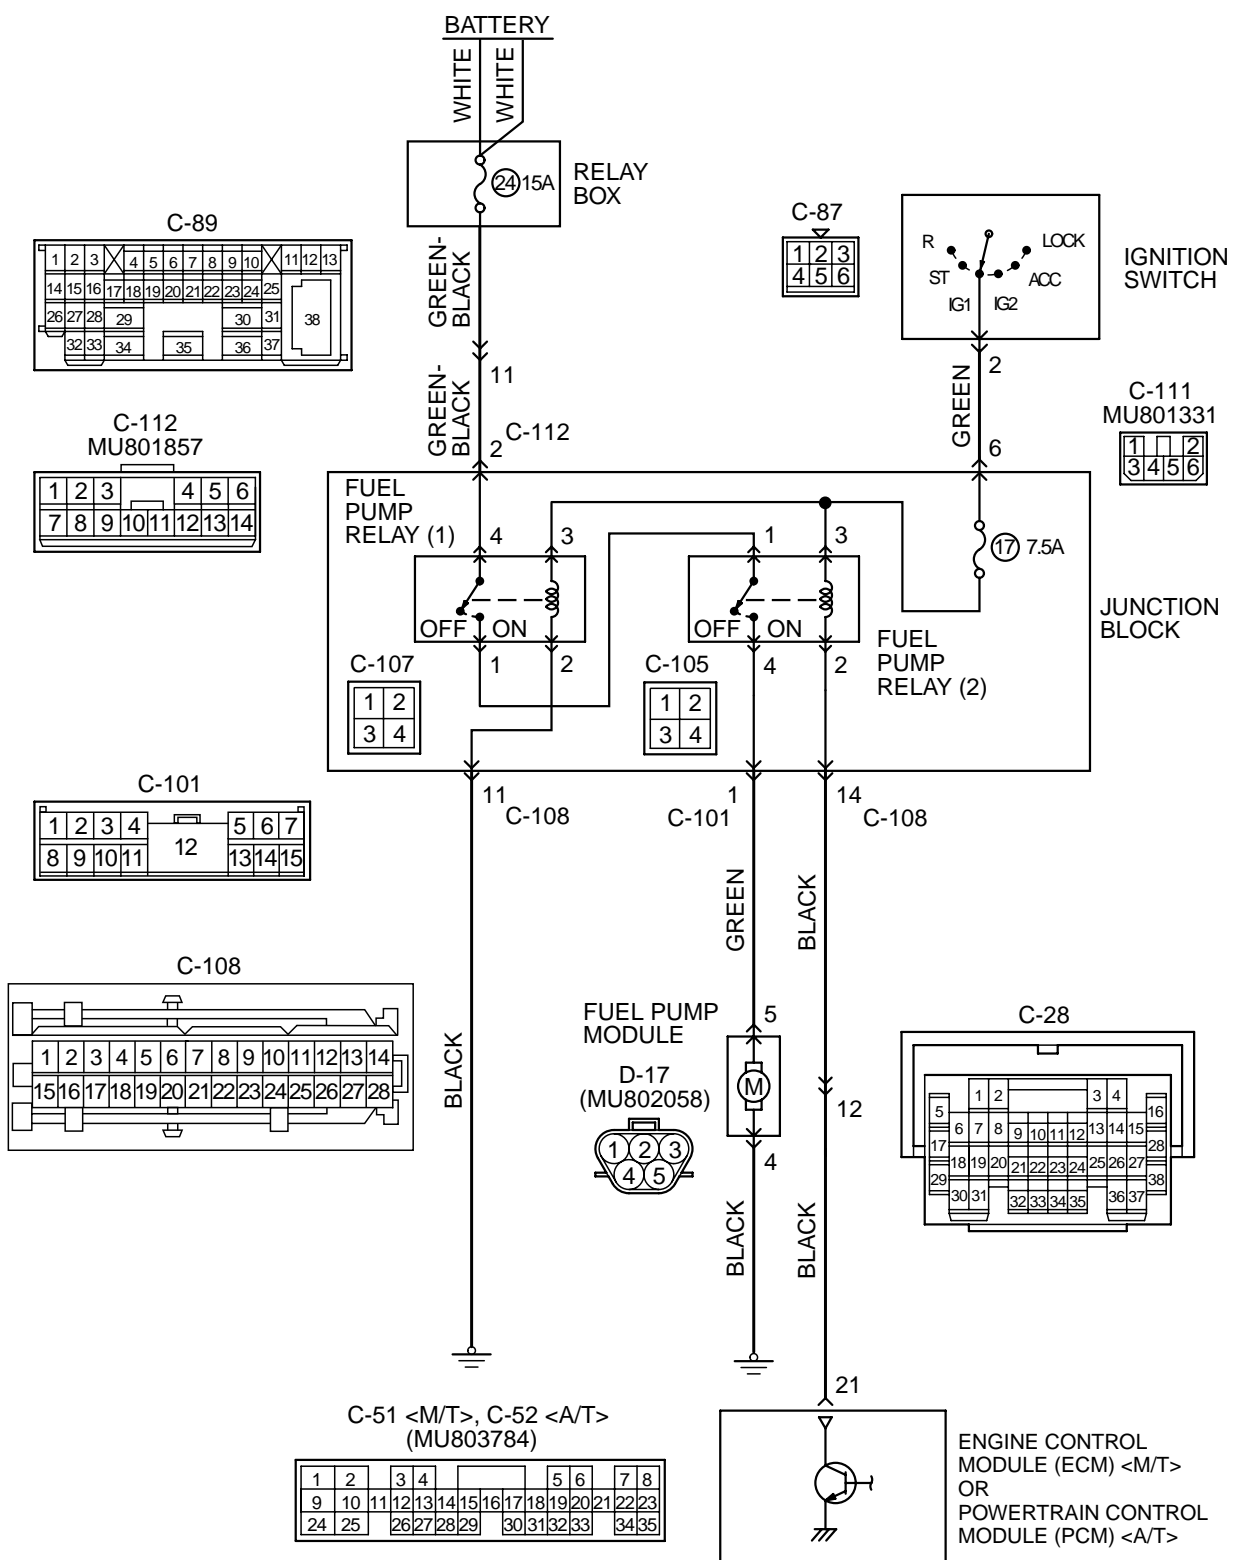 BATTERY
WHITE
WHITE
24 15A
RELAY
BOX
C-89
1 2 3 4 5 6 7 8 9 10 11 12 13
14 15 16 17 18 19 20 21 22 23 24 25
26 27 28 29 30 31 38
32 33 34 35 36 37
GREEN-
BLACK
11
GREEN-
BLACK
2 C-112
C-87
1 2 3
4 5 6
R LOCK
ST ACC
IG1 IG2
IGNITION
SWITCH
2
GREEN
6
C-111
MU801331
1 2
3 4 5 6
C-112
MU801857
1 2 3 4 5 6
7 8 9 10 11 12 13 14
FUEL
PUMP
RELAY (1)
4 3
OFF ON
1 2
1 3
OFF ON
4 2
17 7.5A
FUEL
PUMP
RELAY (2)
JUNCTION
BLOCK
C-107
1 2
3 4
C-105
1 2
3 4
11
C-108
1
C-101
14
C-108
C-101
1 2 3 4 5 6 7
8 9 10 11 12 13 14 15
C-108
1 2 3 4 5 6 7 8 9 10 11 12 13 14
15 16 17 18 19 20 21 22 23 24 25 26 27 28
BLACK
GREEN
BLACK
FUEL PUMP
MODULE
5
M
4
D-17
(MU802058)
1 2 3
4 5
12
BLACK
BLACK
C-28
1 2 3 4
5 6 7 8 9 10 11 12 13 14 15 16
17 18 19 20 21 22 23 24 25 26 27 28
29 30 31 32 33 34 35 36 37 38
21
C-51 <M/T>, C-52 <A/T>
(MU803784)
1 2 3 4 5 6 7 8
9 10 11 12 13 14 15 16 17 18 19 20 21 22 23
24 25 26 27 28 29 30 31 32 33 34 35
ENGINE CONTROL
MODULE (ECM) <M/T>
OR
POWERTRAIN CONTROL
MODULE (PCM) <A/T>